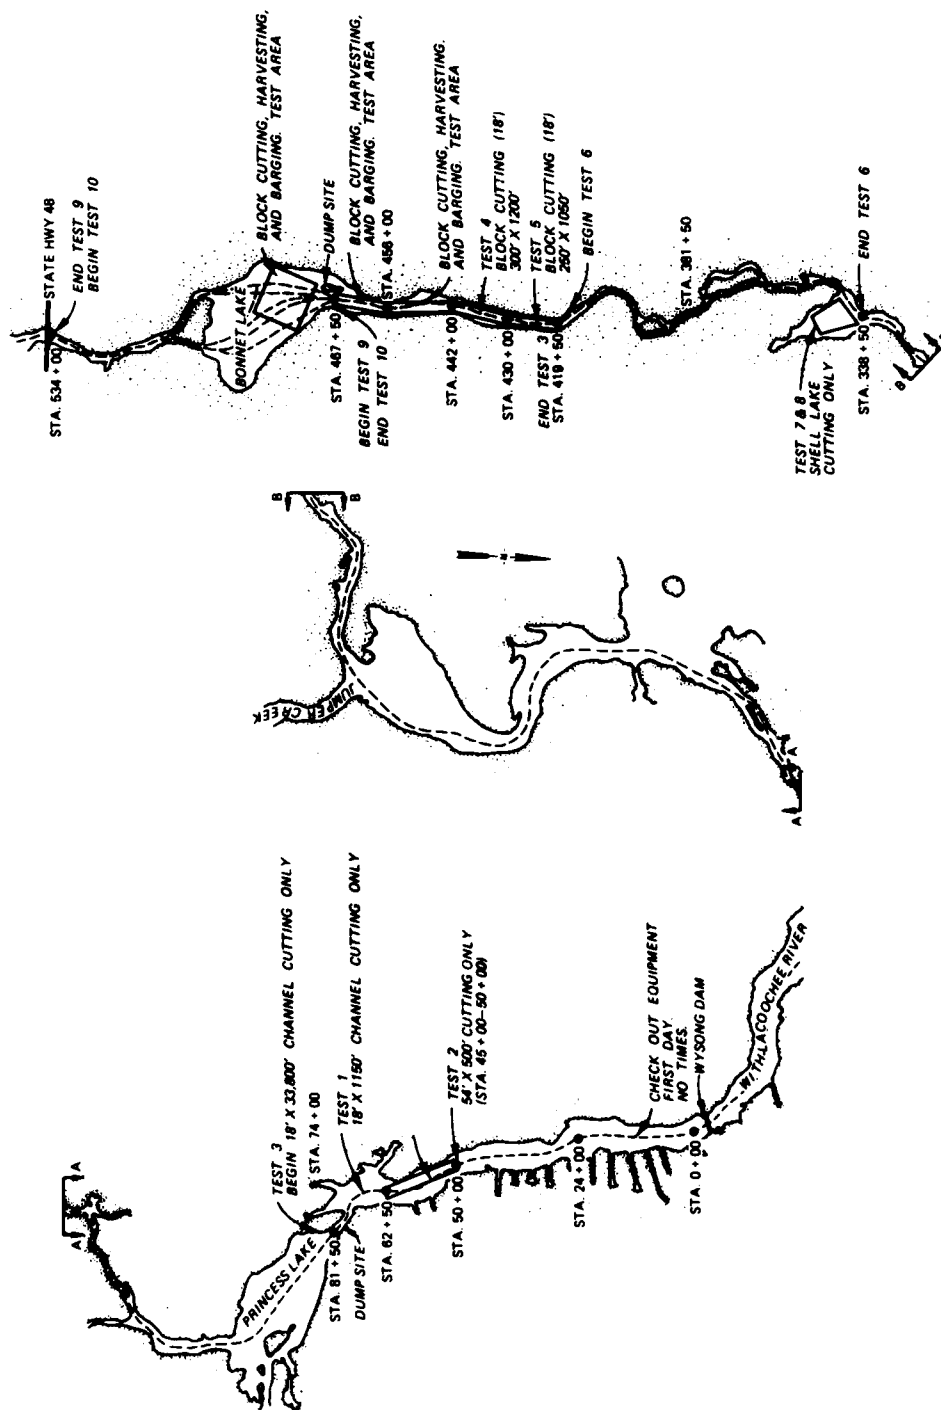 A
A
TEST 3
BEGIN 18' X 33,800' CHANNEL CUTTING ONLY
STA. 74 + 00
TEST 1
18' X 1150' CHANNEL CUTTING ONLY
PRINCESS LAKE
STA. 81 + 50
DUMP SITE
STA. 62 + 50
STA. 50 + 00
TEST 2
54' X 500' CUTTING ONLY
(STA. 45 + 00-50 + 00)
STA. 24 + 00
CHECK OUT EQUIPMENT
FIRST DAY.
NO TIMES.
STA. 0 + 00
WYSONG DAM
WITHLACOOCHEE RIVER
JUMPER CREEK
B
B
N
A
A
STATE HWY 48
STA. 534 + 00
END TEST 9
BEGIN TEST 10
BONNET LAKE
BLOCK CUTTING, HARVESTING,
AND BARGING. TEST AREA
DUMP SITE
STA. 467 + 50
BEGIN TEST 9
END TEST 10
BLOCK CUTTING, HARVESTING,
AND BARGING. TEST AREA
STA. 456 + 00
STA. 442 + 00
BLOCK CUTTING, HARVESTING,
AND BARGING. TEST AREA
TEST 4
BLOCK CUTTING (18')
300' X 1200'
STA. 430 + 00
TEST 5
BLOCK CUTTING (18')
250' X 1050'
END TEST 3
STA. 419 + 50
BEGIN TEST 6
STA. 381 + 50
TEST 7 & 8
SHELL LAKE
CUTTING ONLY
STA. 338 + 50
END TEST 6
B